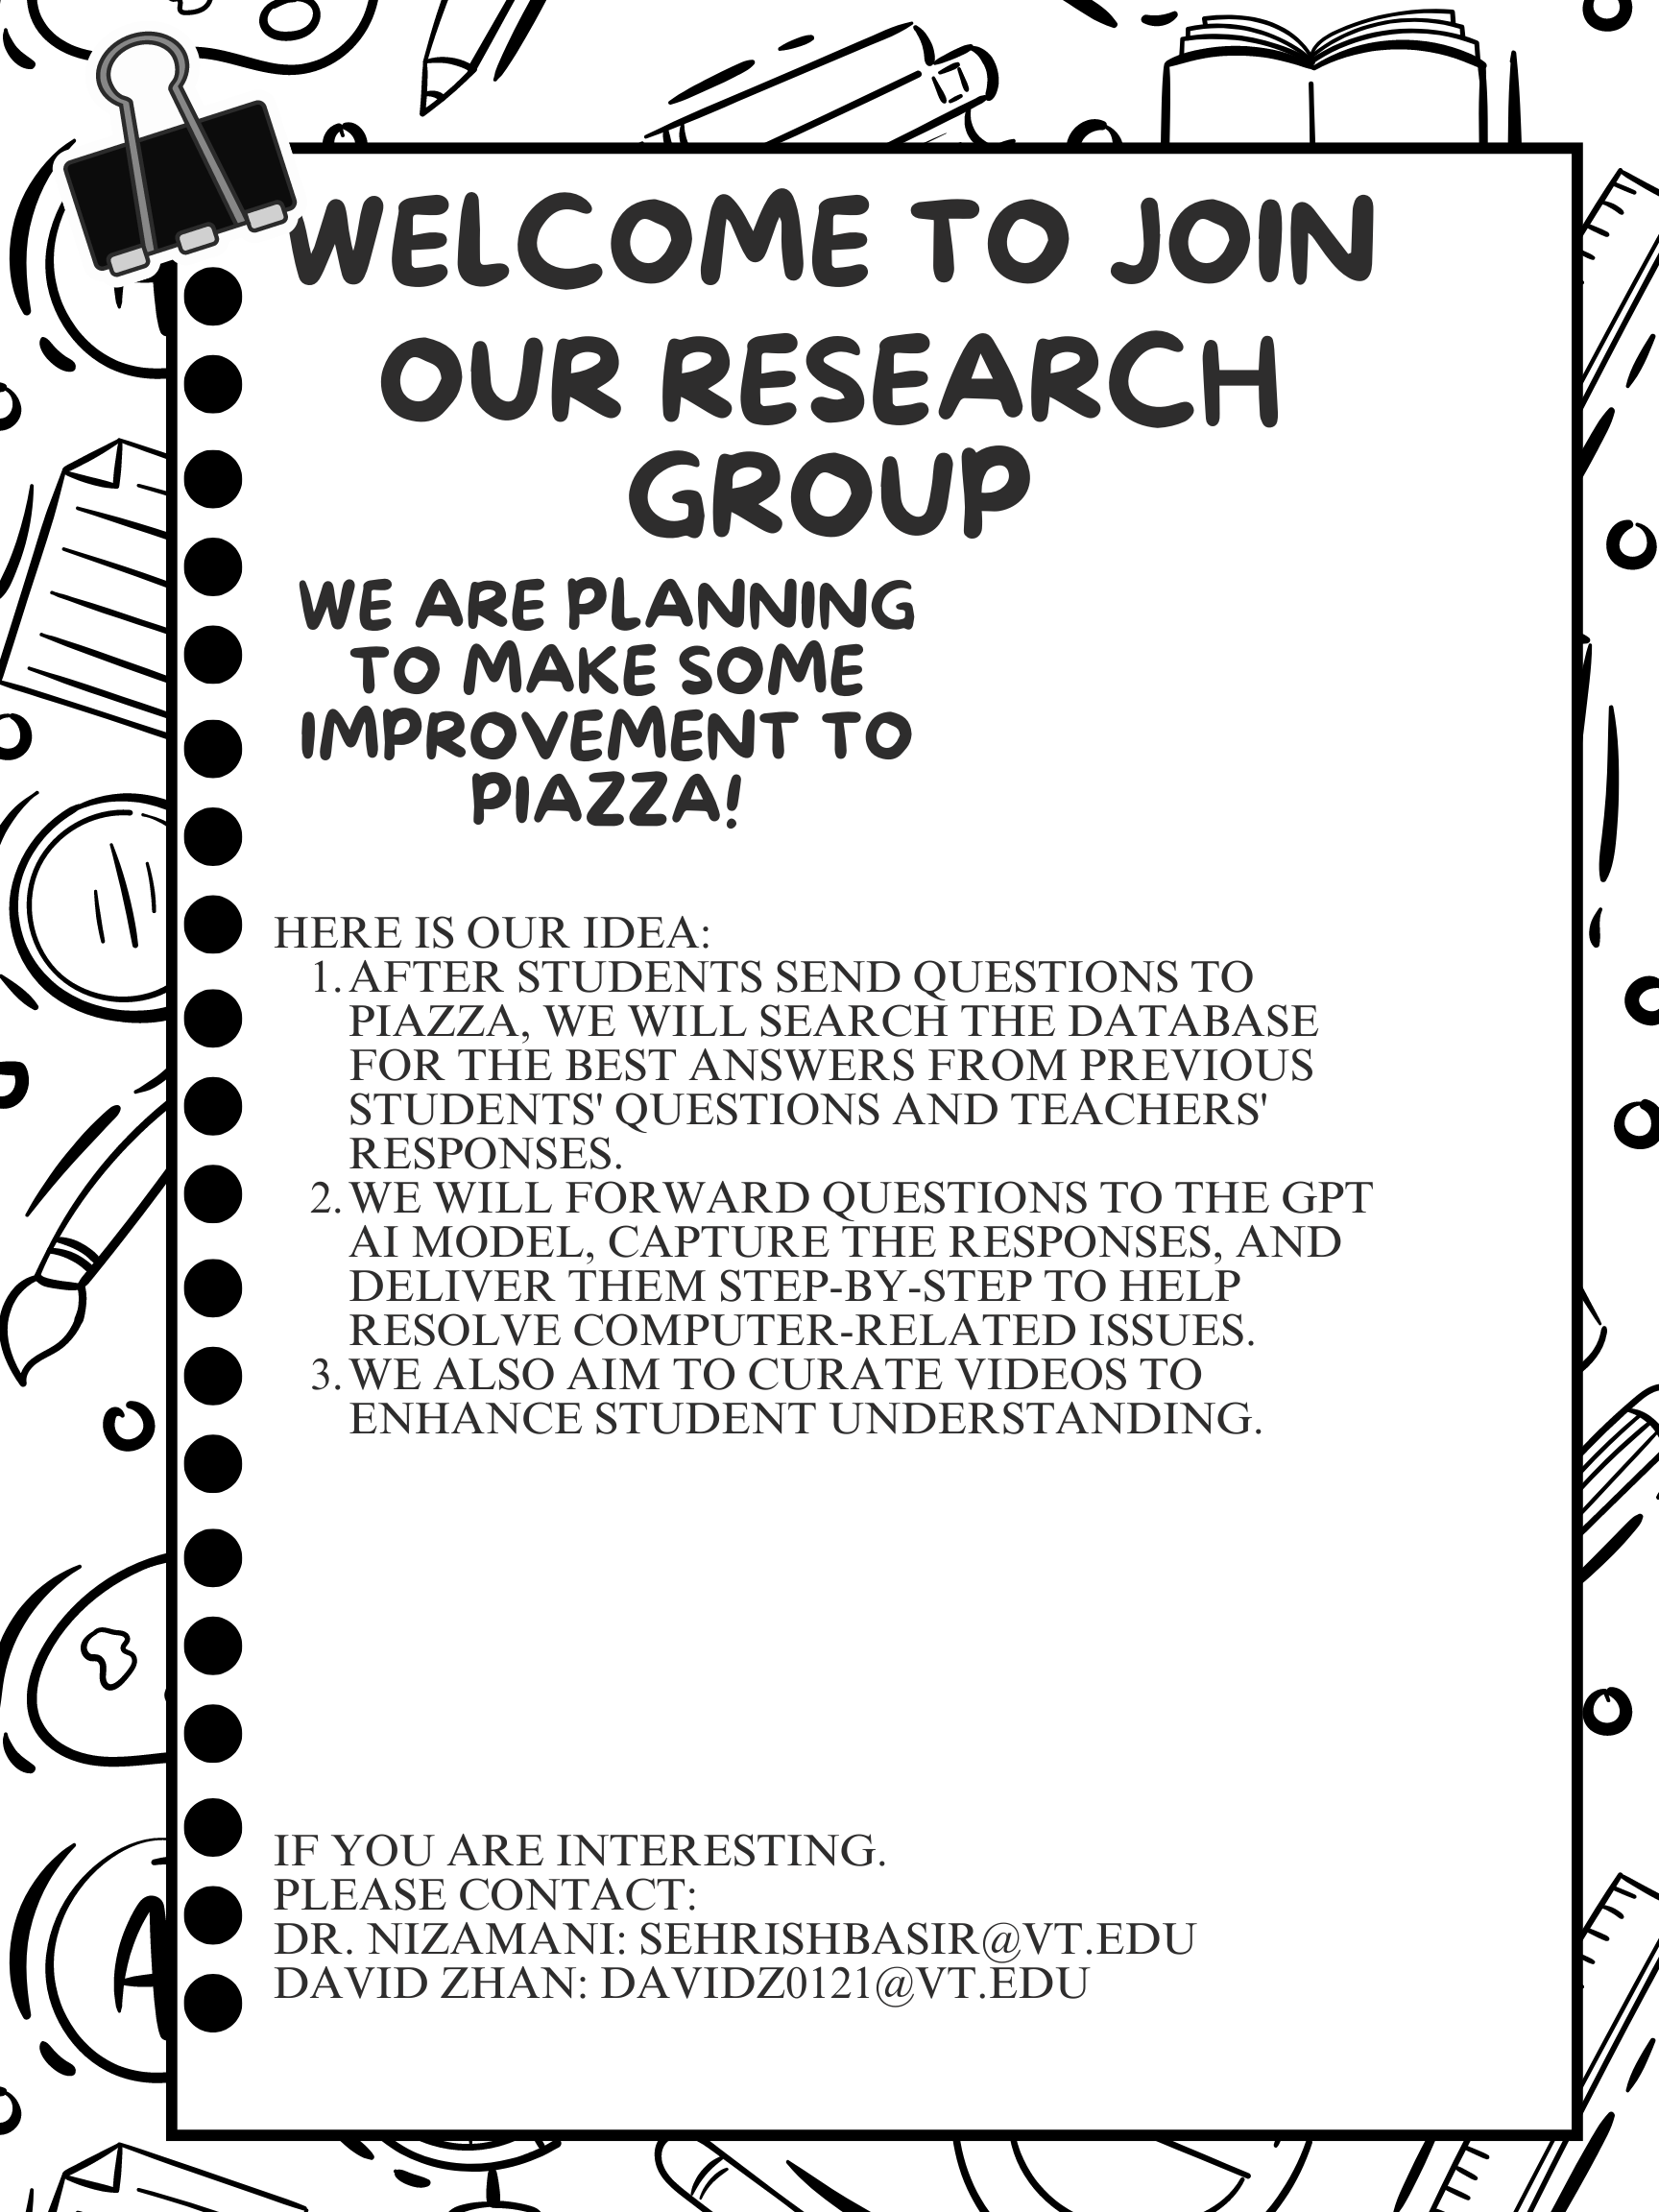 WELCOME TO JOIN
OUR RESEARCH
GROUP
WE ARE PLANNING
TO MAKE SOME
IMPROVEMENT TO
PIAZZA!
HERE IS OUR IDEA:
1. AFTER STUDENTS SEND QUESTIONS TO
PIAZZA, WE WILL SEARCH THE DATABASE
FOR THE BEST ANSWERS FROM PREVIOUS
STUDENTS' QUESTIONS AND TEACHERS'
RESPONSES.
2. WE WILL FORWARD QUESTIONS TO THE GPT
AI MODEL, CAPTURE THE RESPONSES, AND
DELIVER THEM STEP-BY-STEP TO HELP
RESOLVE COMPUTER-RELATED ISSUES.
3. WE ALSO AIM TO CURATE VIDEOS TO
ENHANCE STUDENT UNDERSTANDING.
IF YOU ARE INTERESTING.
PLEASE CONTACT:
DR. NIZAMANI: SEHRISHBASIR@VT.EDU
DAVID ZHAN: DAVIDZ0121@VT.EDU